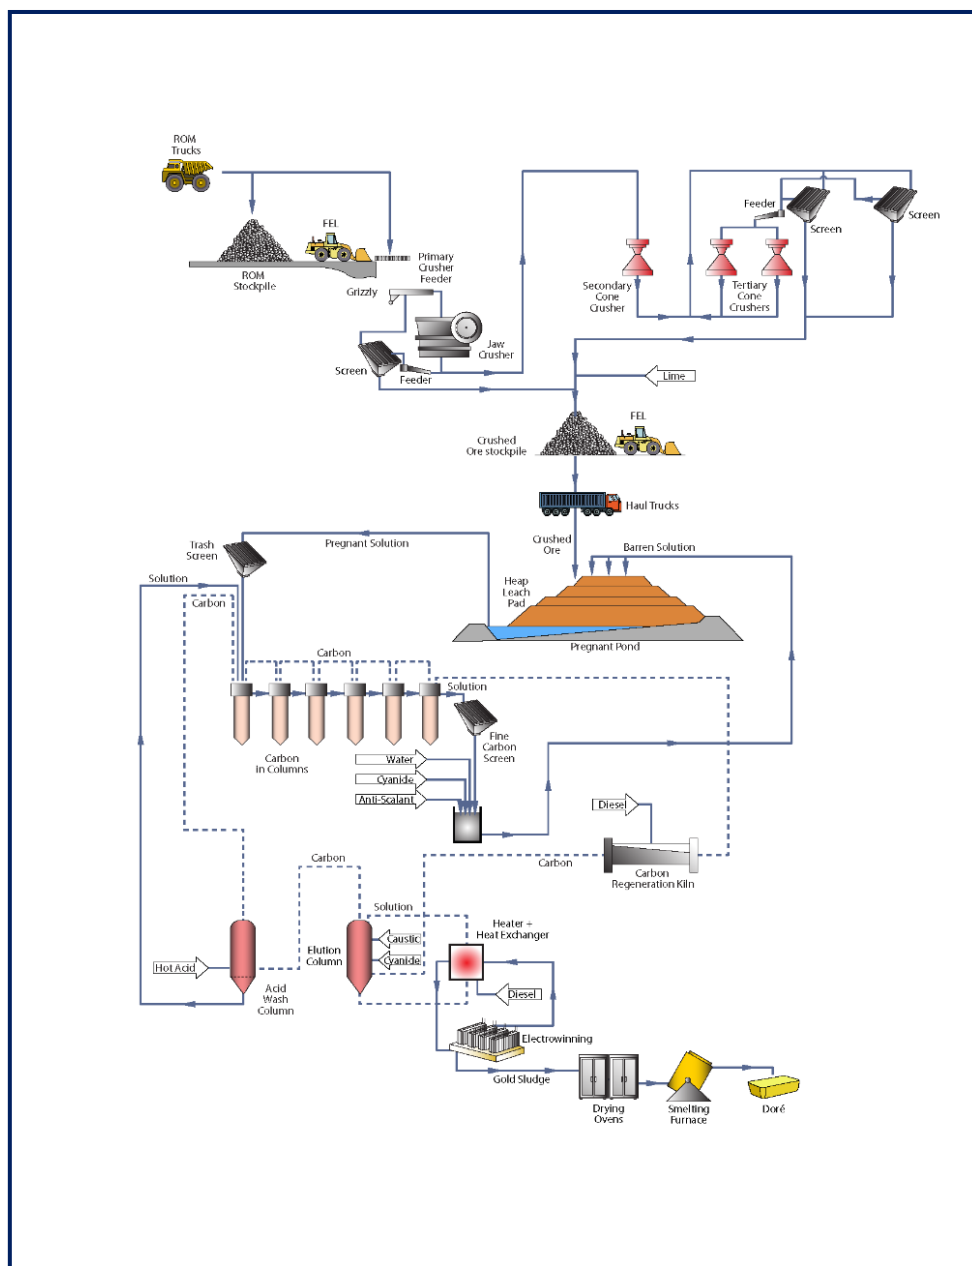 ROM
Trucks
FEL
ROM
Stockpile
Primary
Crusher
Feeder
Grizzly
Jaw
Crusher
Screen
Feeder
Secondary
Cone
Crusher
Tertiary
Cone
Crushers
Feeder
Screen
Screen
Lime
Crushed
Ore stockpile
FEL
Haul Trucks
Crushed
Ore
Barren Solution
Heap
Leach
Pad
Pregnant Pond
Pregnant Solution
Trash
Screen
Solution
Carbon
Carbon
Solution
Carbon
In Columns
Fine
Carbon
Screen
Water
Cyanide
Anti-Scalant
Diesel
Carbon
Carbon
Regeneration Kiln
Carbon
Solution
Hot Acid
Acid
Wash
Column
Elution
Column
Caustic
Cyanide
Heater +
Heat Exchanger
Diesel
Electrowinning
Gold Sludge
Drying
Ovens
Smelting
Furnace
Doré